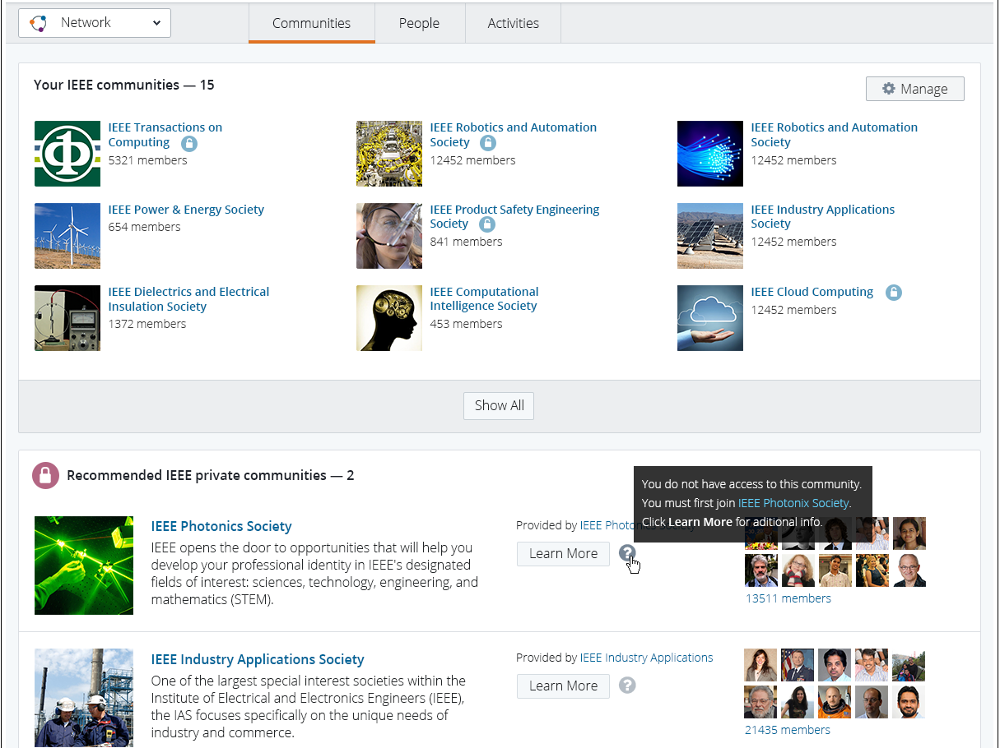 Network
Communities
People
Activities
Your IEEE communities — 15
Manage
IEEE Transactions on
Computing
5321 members
IEEE Robotics and Automation
Society
12452 members
IEEE Robotics and Automation
Society
12452 members
IEEE Power & Energy Society
654 members
IEEE Product Safety Engineering
Society
841 members
IEEE Industry Applications
Society
12452 members
IEEE Dielectrics and Electrical
Insulation Society
1372 members
IEEE Computational
Intelligence Society
453 members
IEEE Cloud Computing
12452 members
Show All
Recommended IEEE private communities — 2
You do not have access to this community.
You must first join IEEE Photonix Society.
Click Learn More for aditional info.
IEEE Photonics Society
IEEE opens the door to opportunities that will help you
develop your professional identity in IEEE's designated
fields of interest: sciences, technology, engineering, and
mathematics (STEM).
Provided by IEEE
Learn More
?
13511 members
IEEE Industry Applications Society
One of the largest special interest societies within the
Institute of Electrical and Electronics Engineers (IEEE),
the IAS focuses specifically on the unique needs of
industry and commerce.
Provided by IEEE Industry Applications
Learn More
?
21435 members